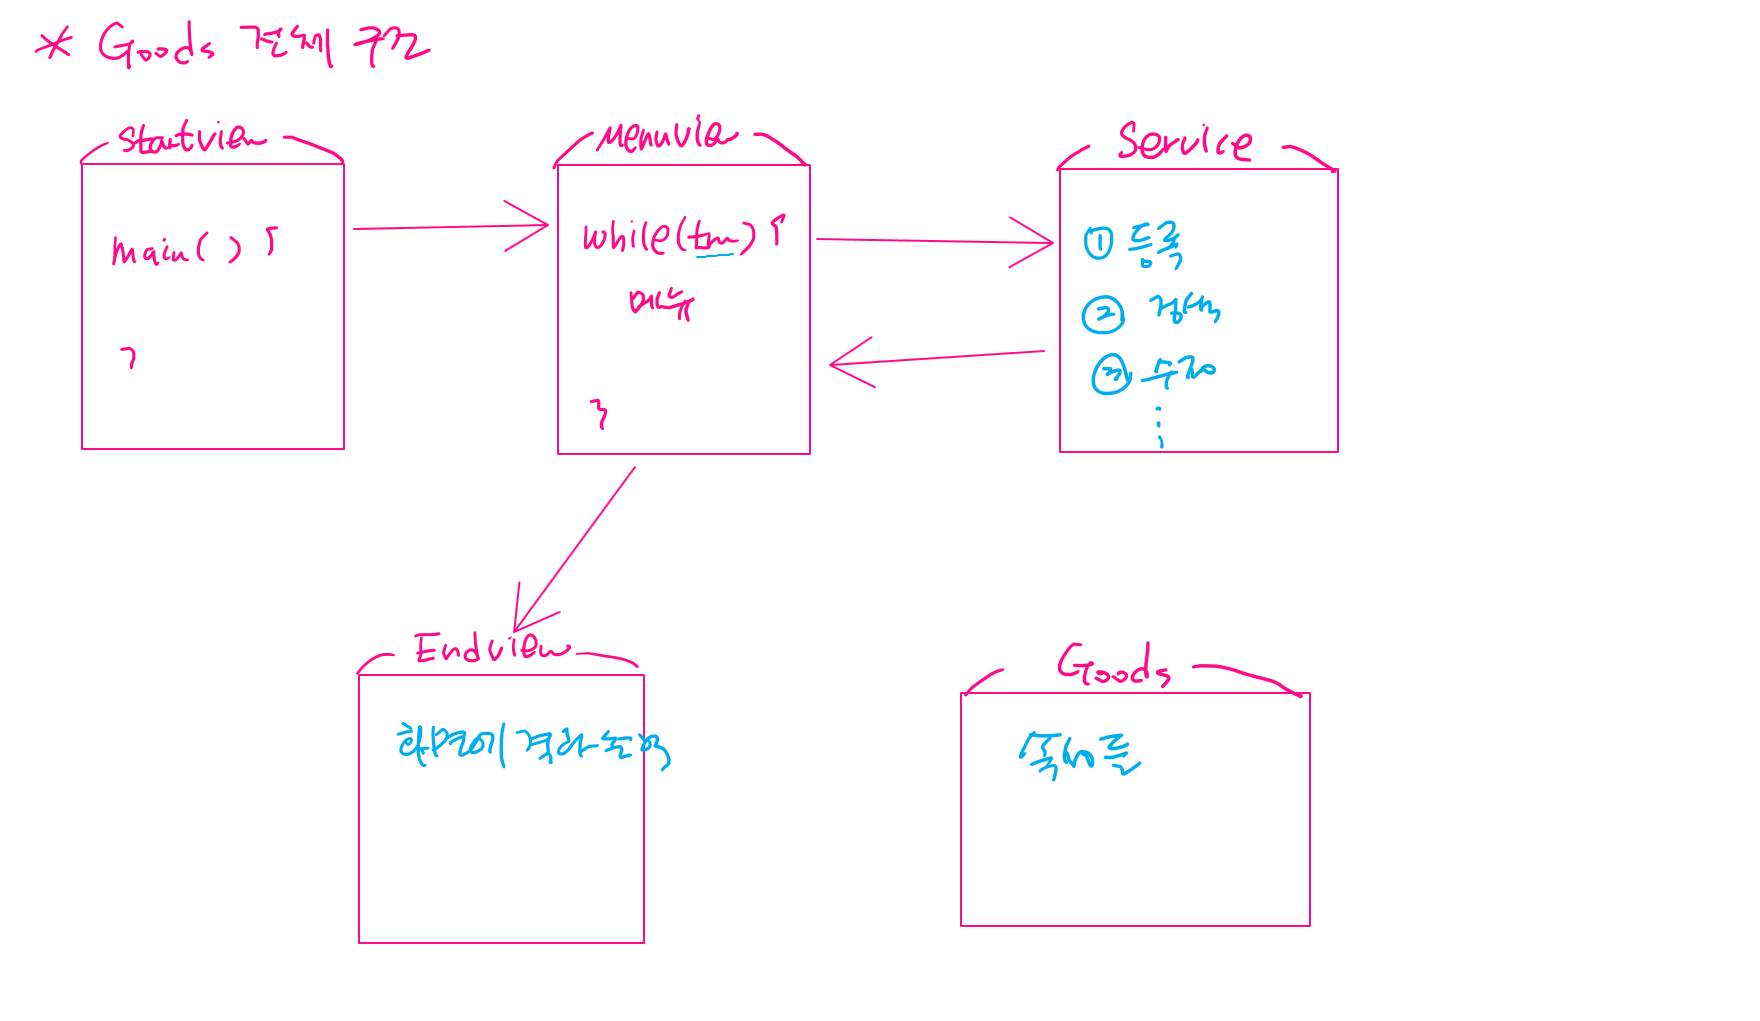 * Goods 전체 구조
Startview
main() {
}
Menuview
while(true) {
메뉴
}
Service
① 등록
② 검색
③ 수정
⋮
Endview
화면에 결과 출력
Goods
속성들